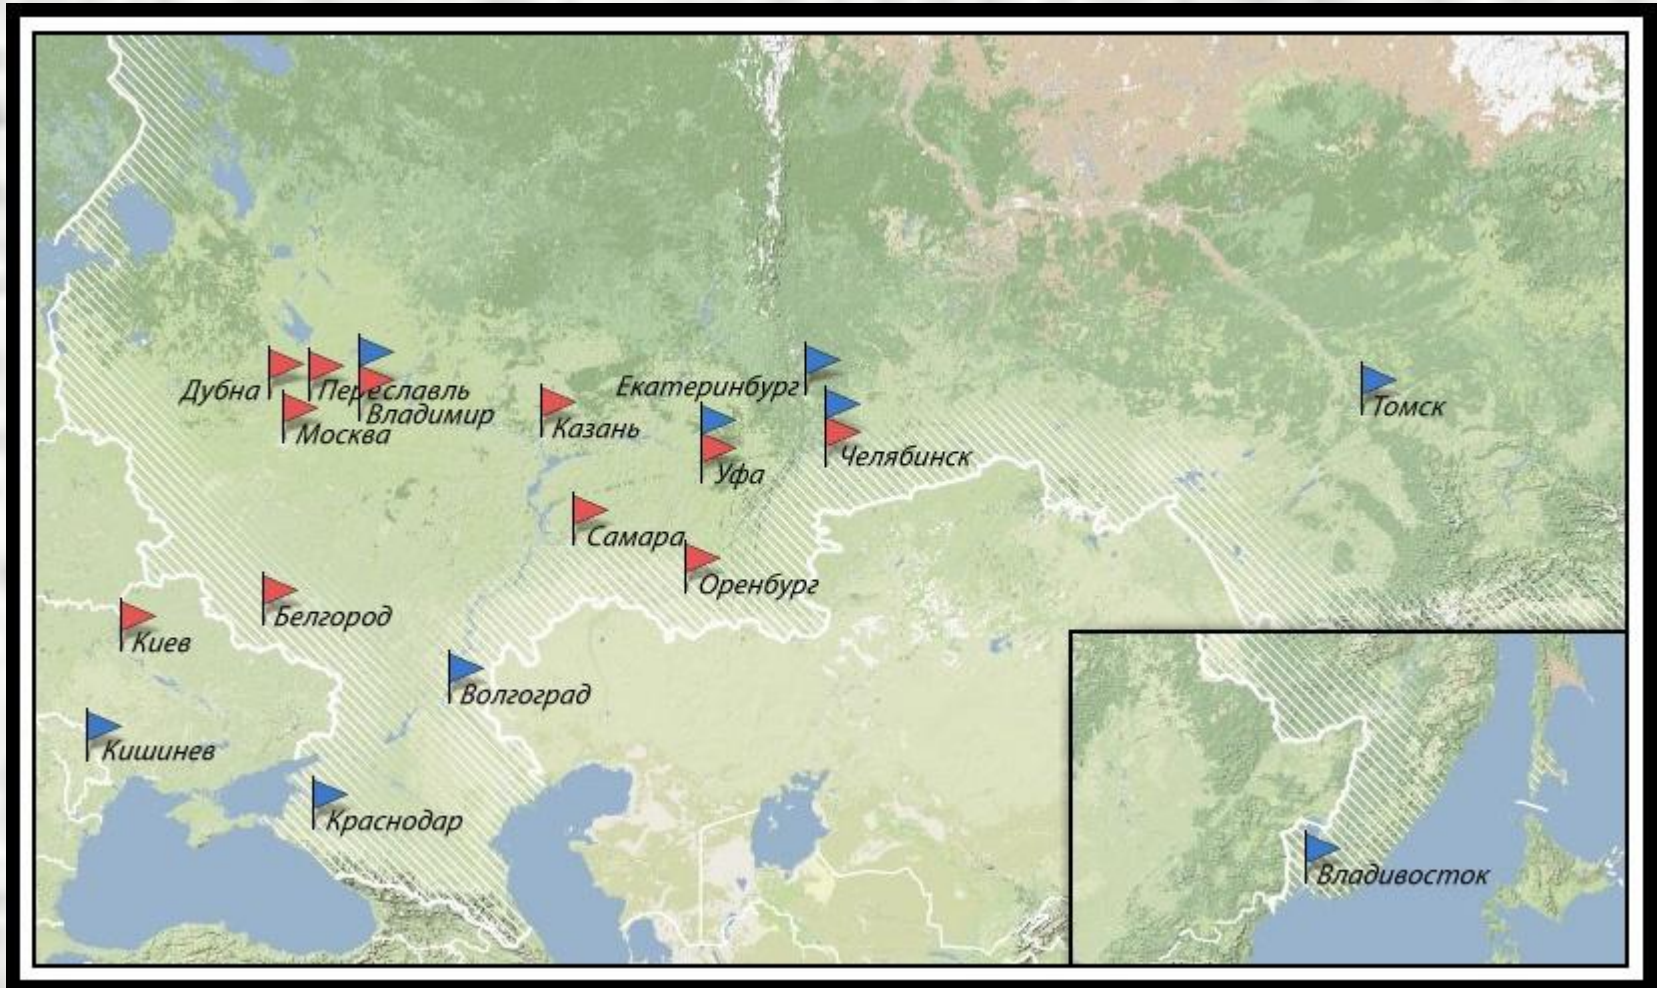 Екатеринбург
Дубна
Переславль
Томск
Владимир
Москва
Казань
Челябинск
Уфа
Самара
Оренбург
Белгород
Киев
Волгоград
Кишинев
Краснодар
Владивосток